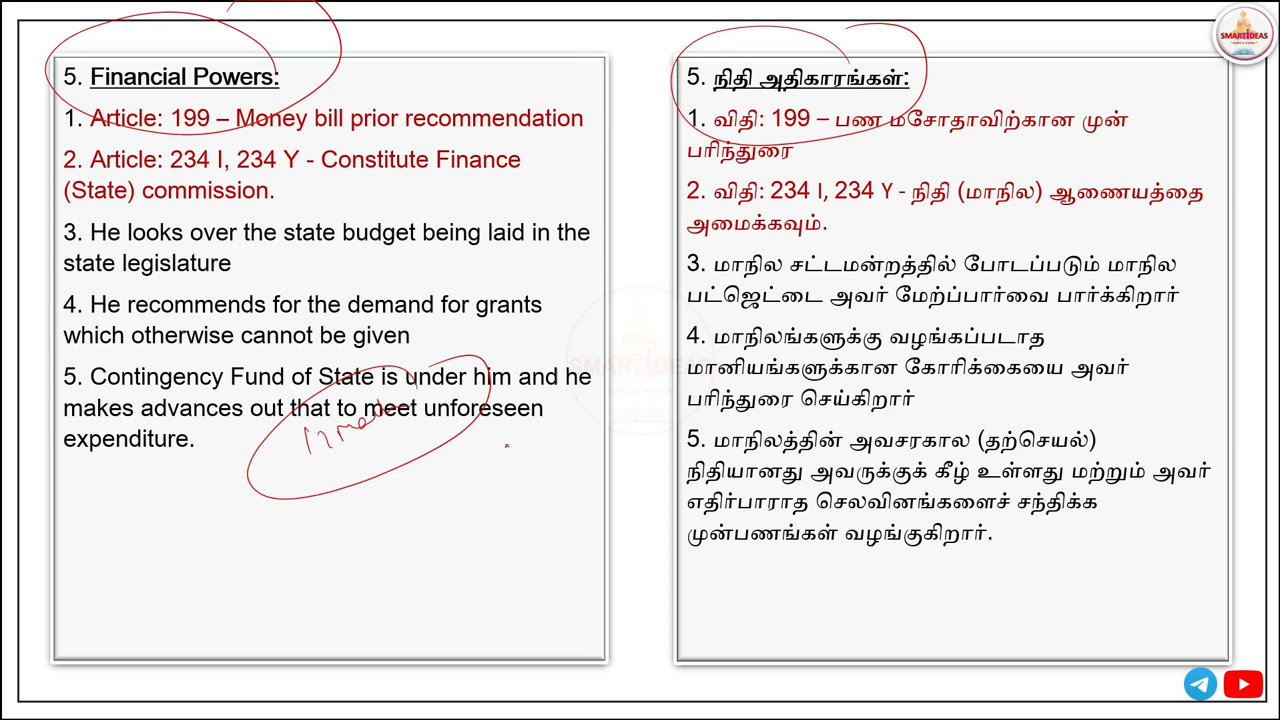 5. Financial Powers:
1. Article: 199 – Money bill prior recommendation
2. Article: 234 I, 234 Y - Constitute Finance
(State) commission.
3. He looks over the state budget being laid in the
state legislature
4. He recommends for the demand for grants
which otherwise cannot be given
5. Contingency Fund of State is under him and he
makes advances out that to meet unforeseen
expenditure.
5. நிதி அதிகாரங்கள்:
1. விதி: 199 – பண மசோதாவிற்கான முன்
பரிந்துரை
2. விதி: 234 I, 234 Y - நிதி (மாநில) ஆணையத்தை
அமைக்கவும்.
3. மாநில சட்டமன்றத்தில் போடப்படும் மாநில
பட்ஜெட்டை அவர் மேற்ப்பார்வை பார்க்கிறார்
4. மாநிலங்களுக்கு வழங்கப்படாத
மானியங்களுக்கான கோரிக்கையை அவர்
பரிந்துரை செய்கிறார்
5. மாநிலத்தின் அவசரகால (தற்செயல்)
நிதியானது அவருக்குக் கீழ் உள்ளது மற்றும் அவர்
எதிர்பாராத செலவினங்களைச் சந்திக்க
முன்பணங்கள் வழங்குகிறார்.
SMARTIDEAS
SMARTIDEAS